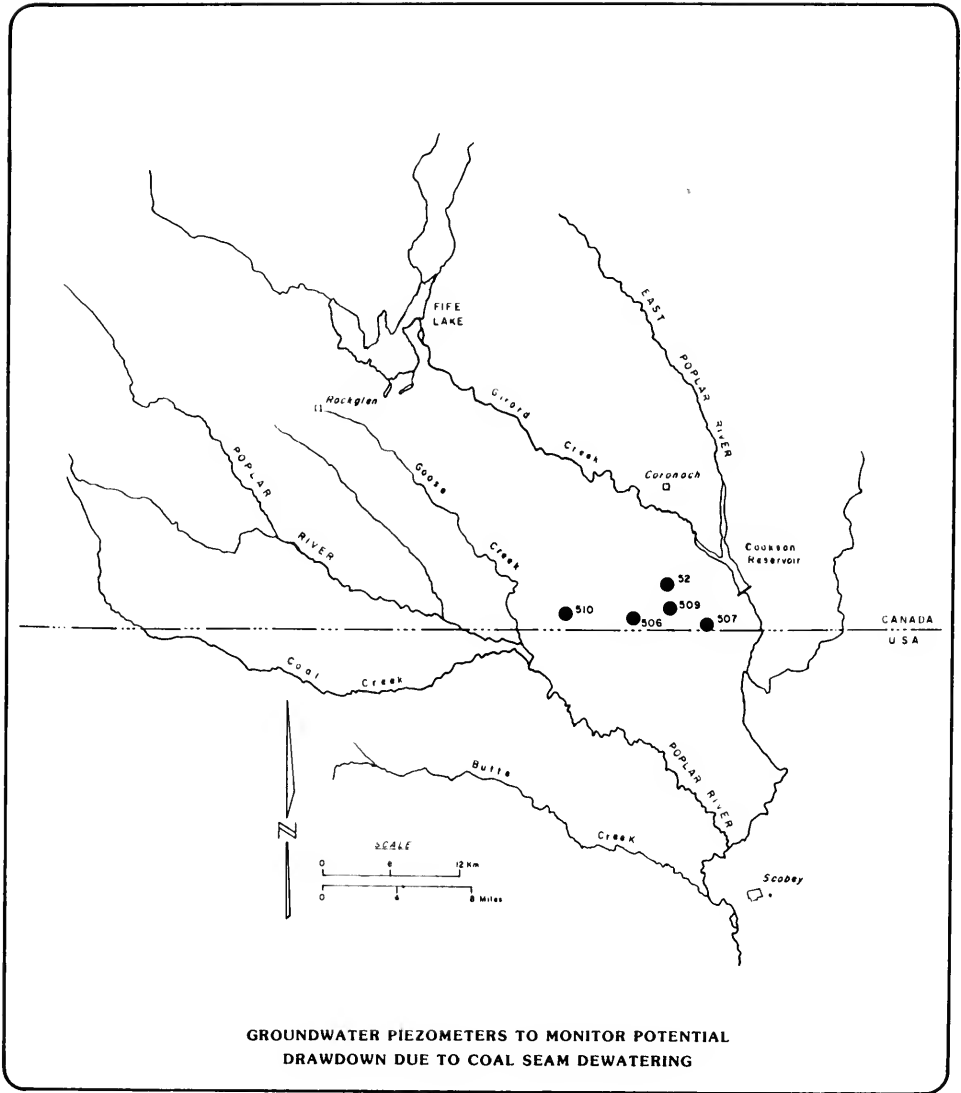 FIFE
LAKE
EAST POPLAR RIVER
Rockglen
Girard Creek
Coronach
Goose Creek
POPLAR RIVER
Cookson
Reservoir
52
509
510
506
507
CANADA
USA
Coal Creek
POPLAR RIVER
Butte Creek
N
SCALE
0 6 12 Km
0 4 8 Miles
Scobey
GROUNDWATER PIEZOMETERS TO MONITOR POTENTIAL
DRAWDOWN DUE TO COAL SEAM DEWATERING